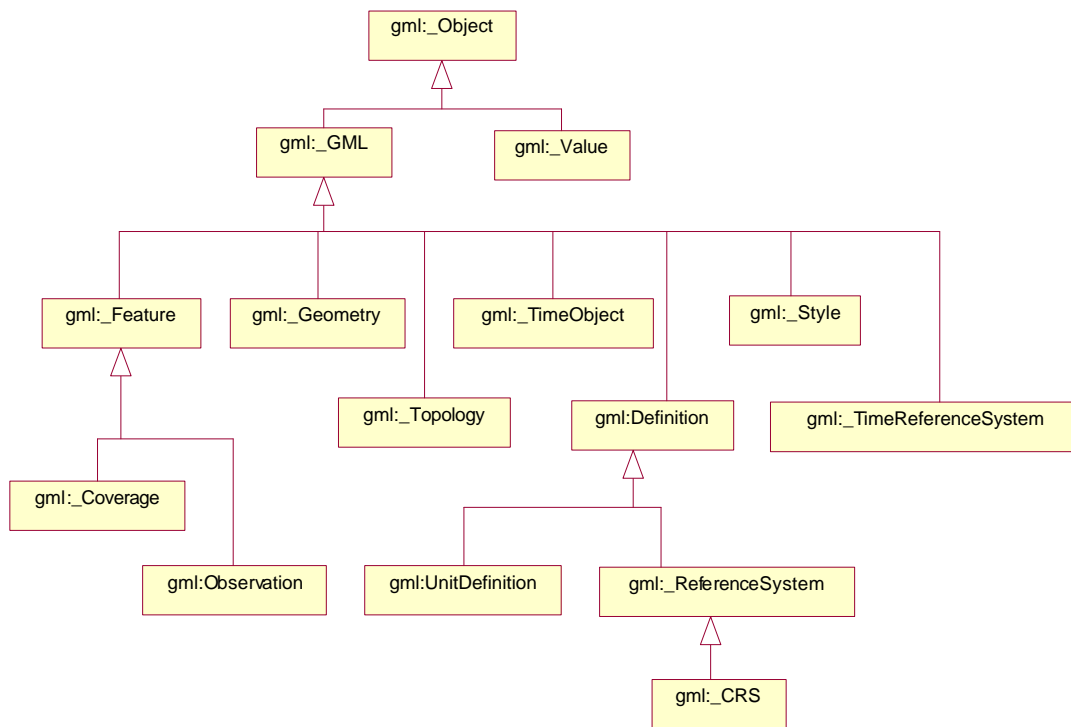 gml:_Object
gml:_GML
gml:_Value
gml:_Feature
gml:_Geometry
gml:_TimeObject
gml:_Style
gml:_Topology
gml:Definition
gml:_TimeReferenceSystem
gml:_Coverage
gml:Observation
gml:UnitDefinition
gml:_ReferenceSystem
gml:_CRS